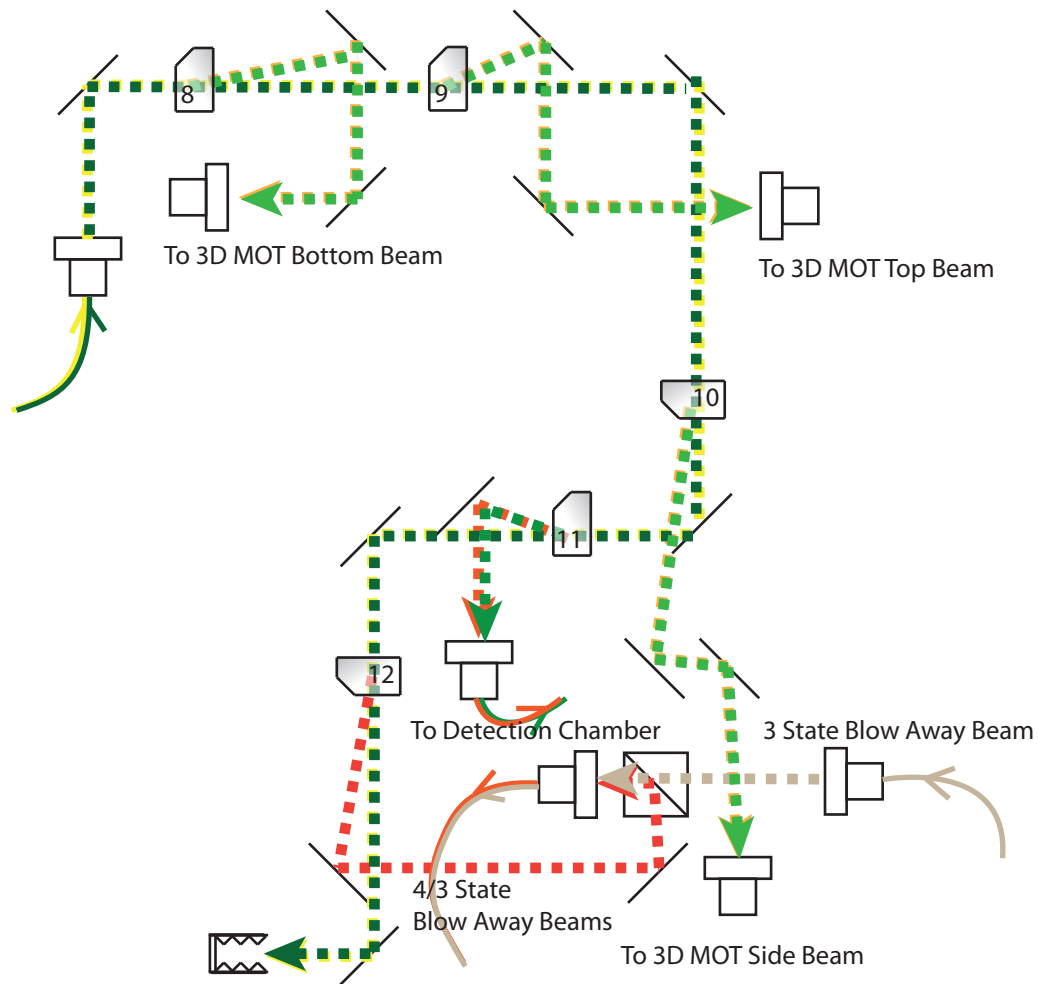 8
9
To 3D MOT Bottom Beam
To 3D MOT Top Beam
10
11
12
To Detection Chamber
3 State Blow Away Beam
4/3 State
Blow Away Beams
To 3D MOT Side Beam